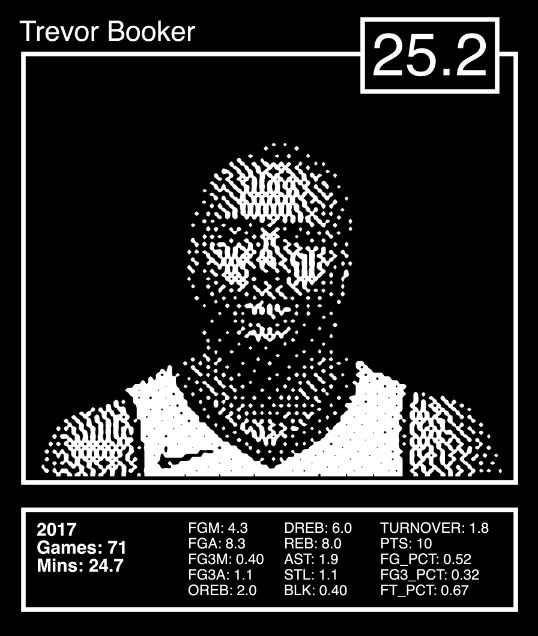 Trevor Booker
25.2
2017
Games: 71
Mins: 24.7
FGM: 4.3
FGA: 8.3
FG3M: 0.40
FG3A: 1.1
OREB: 2.0
DREB: 6.0
REB: 8.0
AST: 1.9
STL: 1.1
BLK: 0.40
TURNOVER: 1.8
PTS: 10
FG_PCT: 0.52
FG3_PCT: 0.32
FT_PCT: 0.67